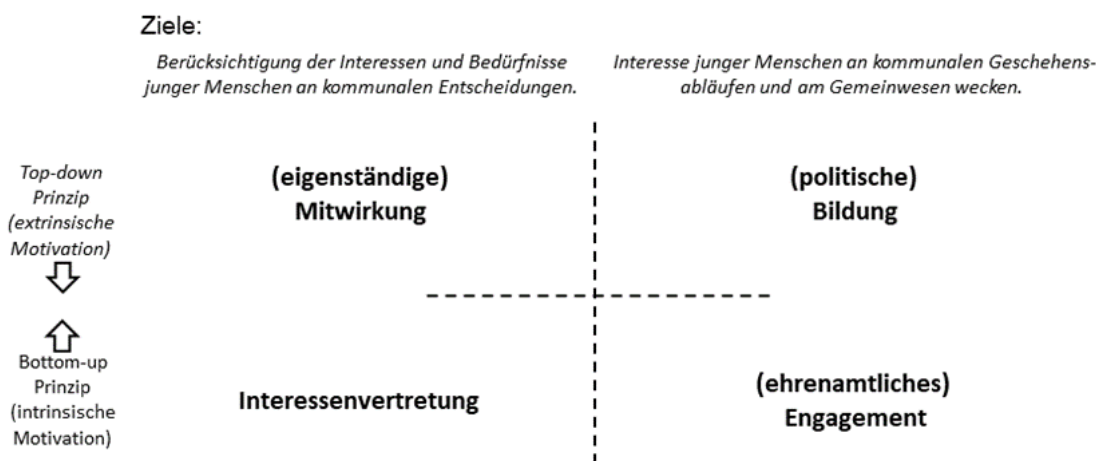 Ziele:
Berücksichtigung der Interessen und Bedürfnisse
junger Menschen an kommunalen Entscheidungen.
Interesse junger Menschen an kommunalen Geschehens-
abläufen und am Gemeinwesen wecken.
Top-down
Prinzip
(extrinsische
Motivation)
(eigenständige)
Mitwirkung
(politische)
Bildung
Bottom-up
Prinzip
(intrinsische
Motivation)
Interessenvertretung
(ehrenamtliches)
Engagement